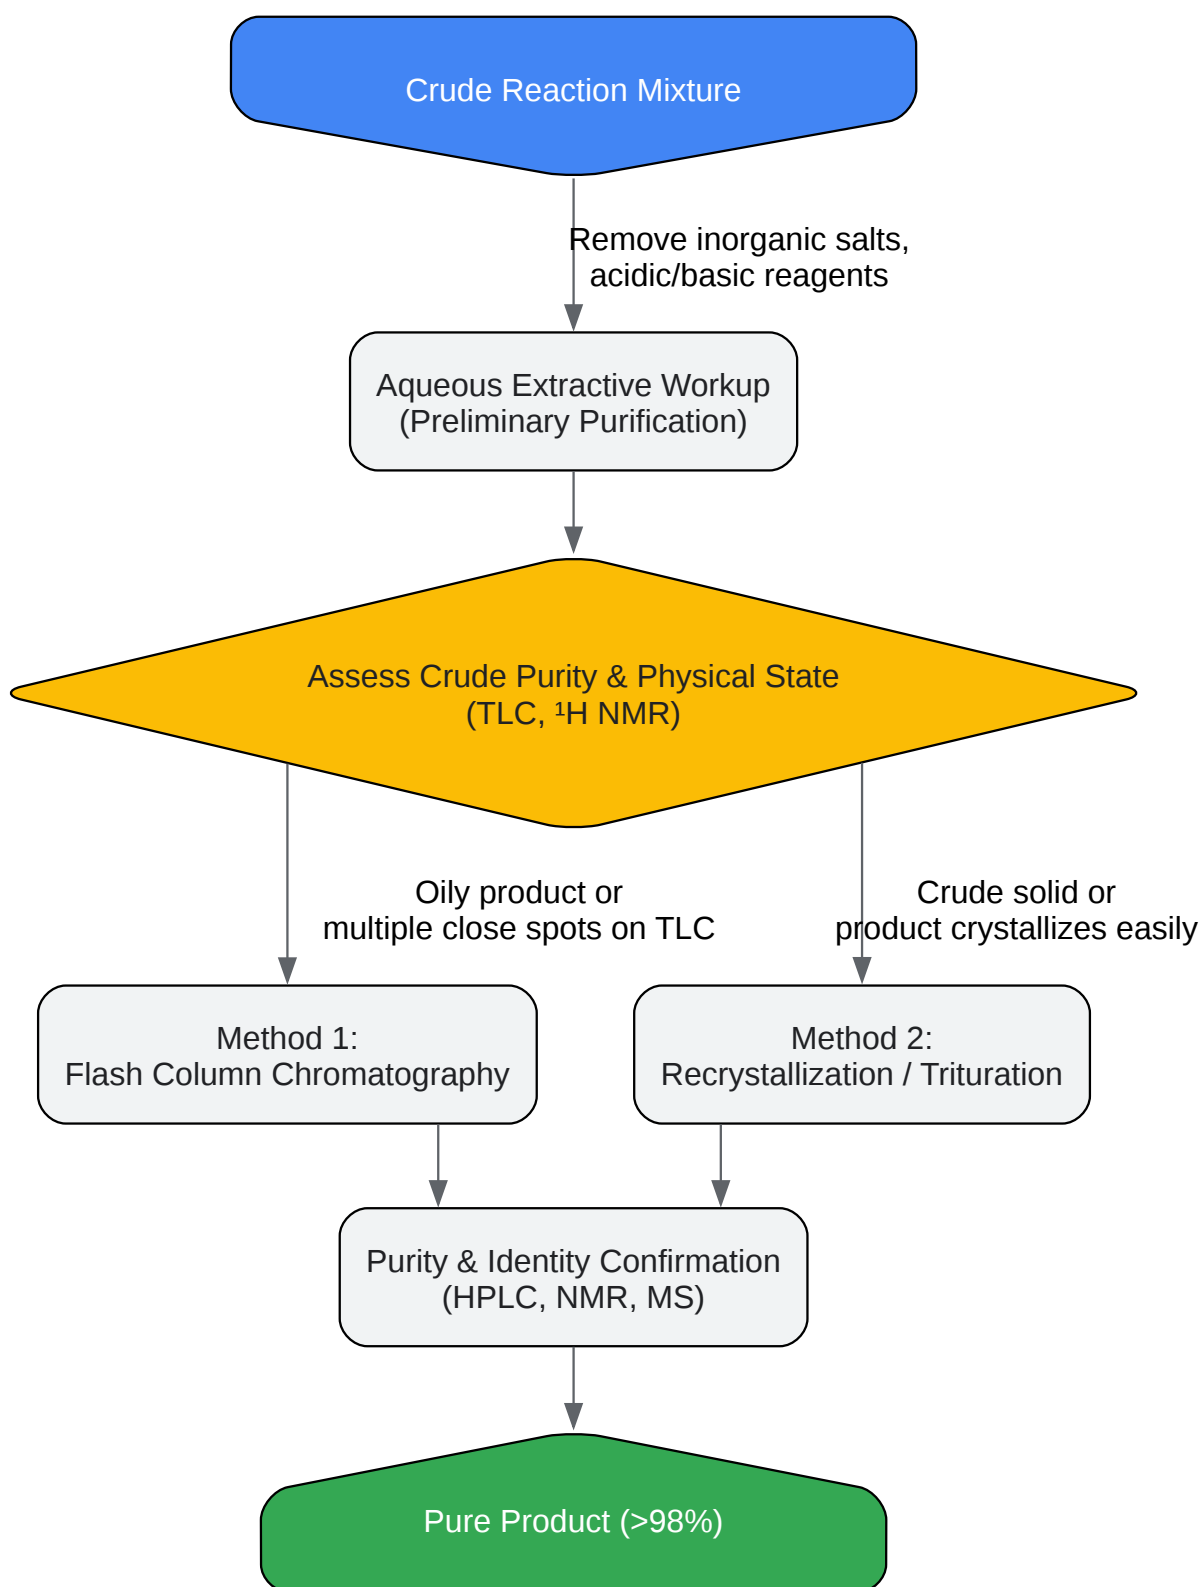 Crude Reaction Mixture
Remove inorganic salts,
acidic/basic reagents
Aqueous Extractive Workup
(Preliminary Purification)
Assess Crude Purity & Physical State
(TLC, ¹H NMR)
Oily product or
multiple close spots on TLC
Crude solid or
product crystallizes easily
Method 1:
Flash Column Chromatography
Method 2:
Recrystallization / Trituration
Purity & Identity Confirmation
(HPLC, NMR, MS)
Pure Product (>98%)